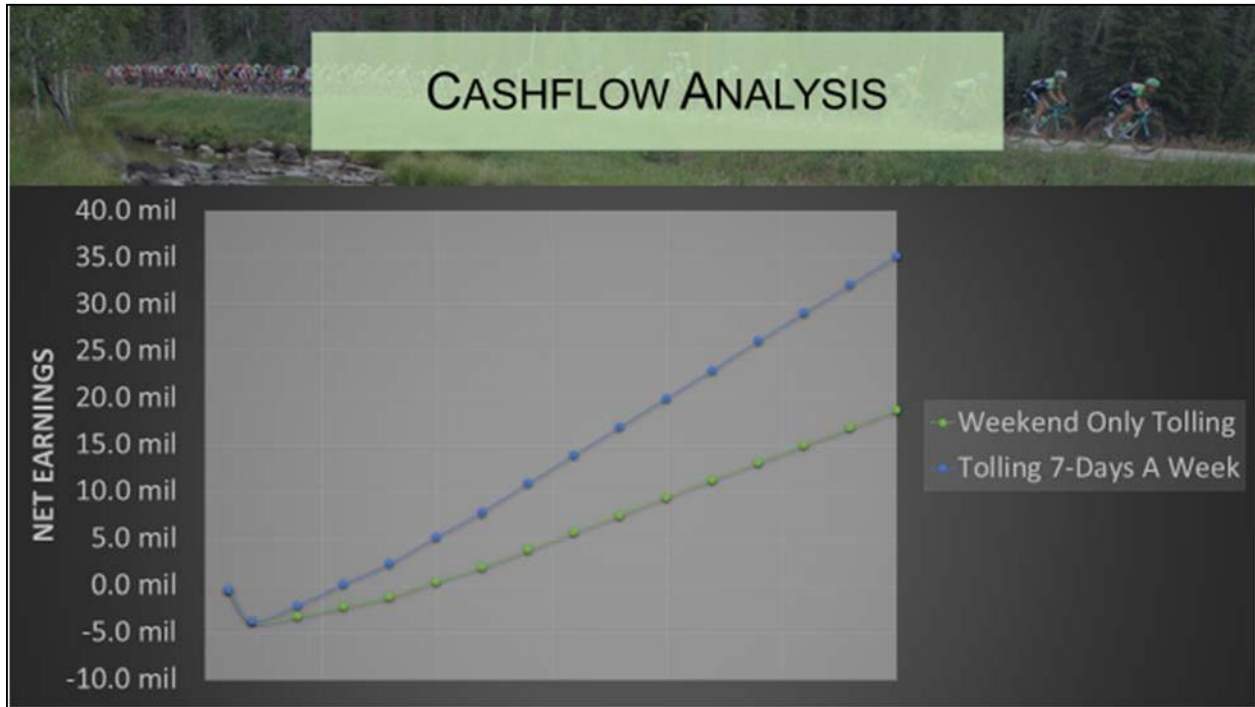 CASHFLOW ANALYSIS
40.0 mil
35.0 mil
30.0 mil
25.0 mil
20.0 mil
15.0 mil
10.0 mil
5.0 mil
0.0 mil
-5.0 mil
-10.0 mil
NET EARNINGS
Weekend Only Tolling
Tolling 7-Days A Week